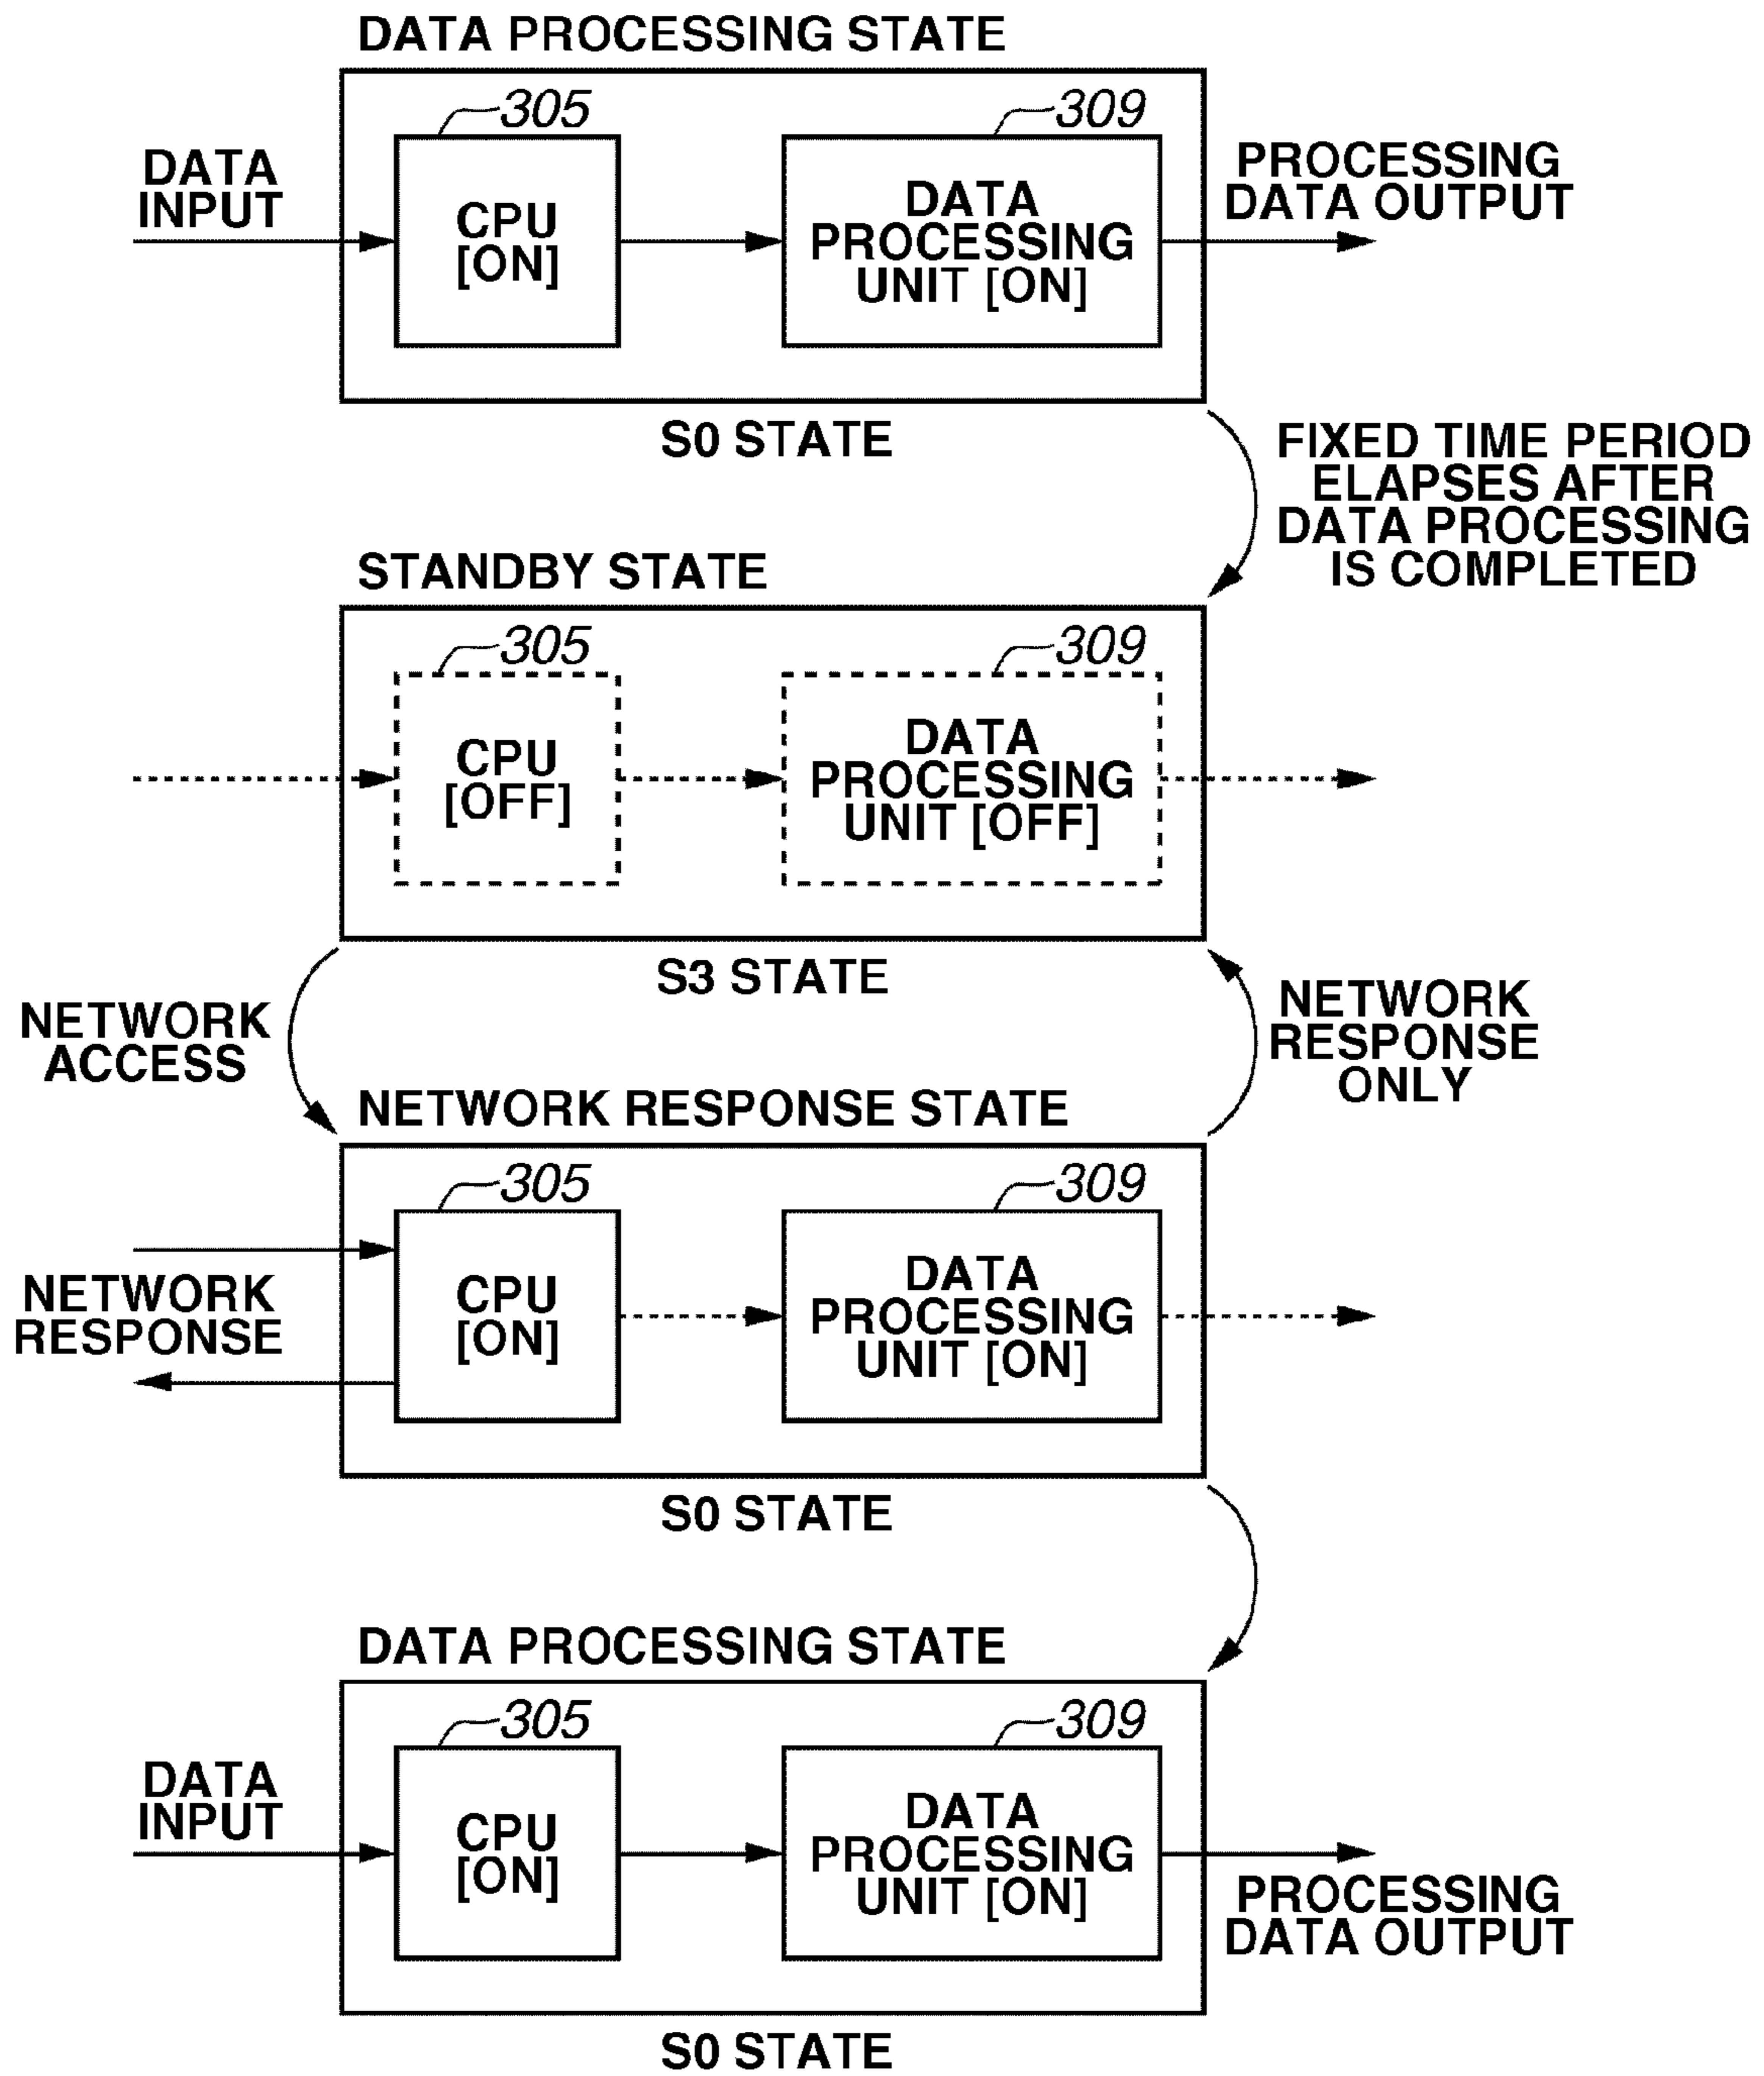 DATA PROCESSING STATE
305
309
DATA
INPUT
CPU
[ON]
DATA
PROCESSING
UNIT [ON]
PROCESSING
DATA OUTPUT
S0 STATE
FIXED TIME PERIOD
ELAPSES AFTER
DATA PROCESSING
IS COMPLETED
STANDBY STATE
305
309
CPU
[OFF]
DATA
PROCESSING
UNIT [OFF]
S3 STATE
NETWORK
ACCESS
NETWORK
RESPONSE
ONLY
NETWORK RESPONSE STATE
305
309
NETWORK
RESPONSE
CPU
[ON]
DATA
PROCESSING
UNIT [ON]
S0 STATE
DATA PROCESSING STATE
305
309
DATA
INPUT
CPU
[ON]
DATA
PROCESSING
UNIT [ON]
PROCESSING
DATA OUTPUT
S0 STATE